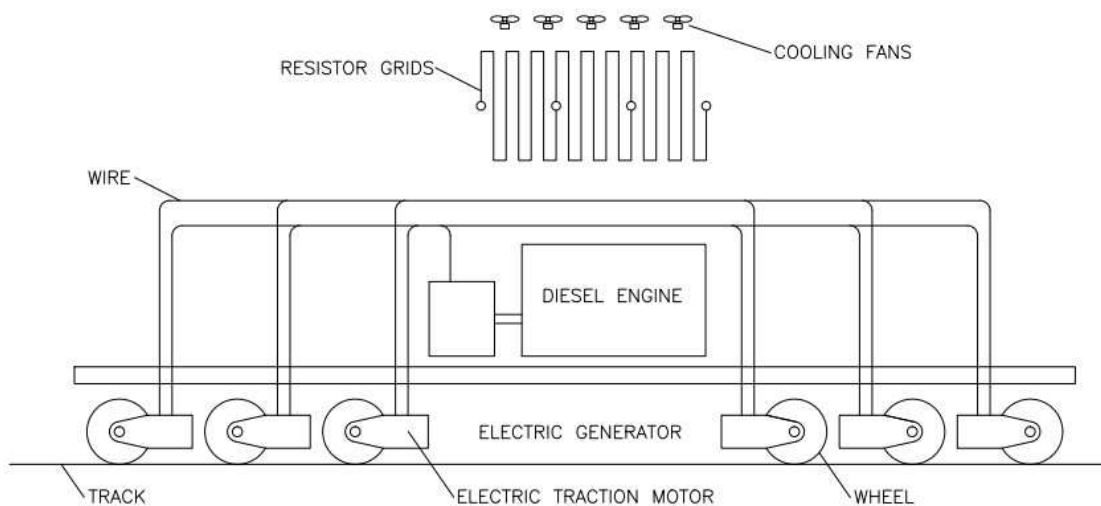 COOLING FANS
RESISTOR GRIDS
WIRE
DIESEL ENGINE
ELECTRIC GENERATOR
TRACK
ELECTRIC TRACTION MOTOR
WHEEL